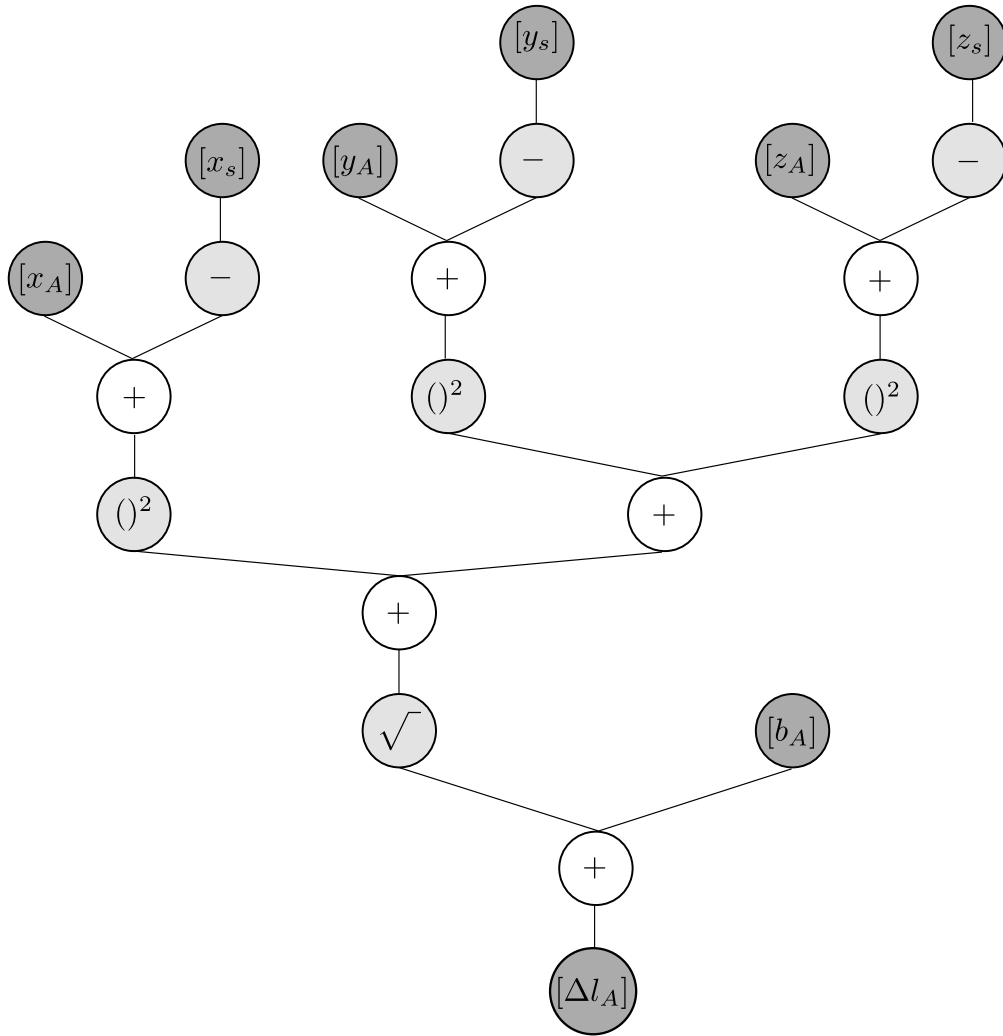 [y_s] [z_s]
[x_s] [y_A] − [z_A] −
[x_A] − + +
+ ()^2 ()^2
()^2 +
+
√ [b_A]
+
[Δl_A]